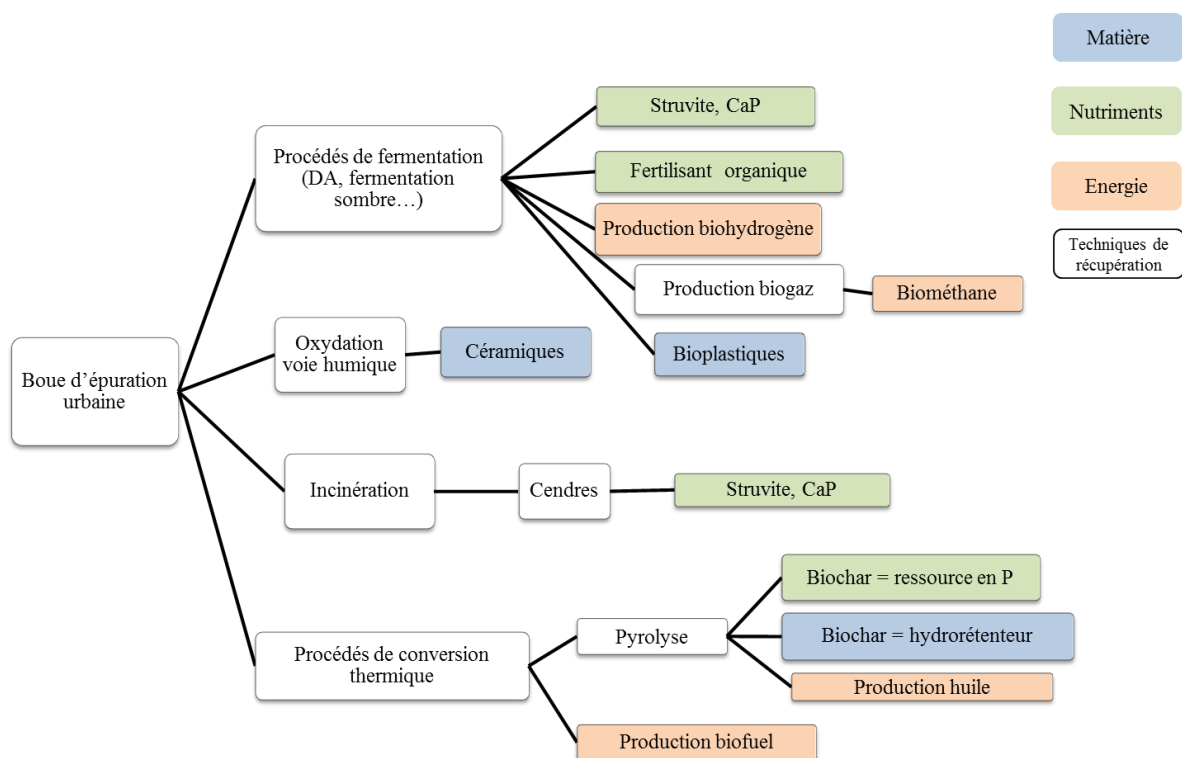 Matière
Nutriments
Energie
Techniques de
récupération
Boue d’épuration
urbaine
Procédés de fermentation
(DA, fermentation
sombre…)
Struvite, CaP
Fertilisant organique
Production biohydrogène
Production biogaz
Biométhane
Bioplastiques
Oxydation
voie humique
Céramiques
Incinération
Cendres
Struvite, CaP
Procédés de conversion
thermique
Pyrolyse
Biochar = ressource en P
Biochar = hydrorétenteur
Production huile
Production biofuel